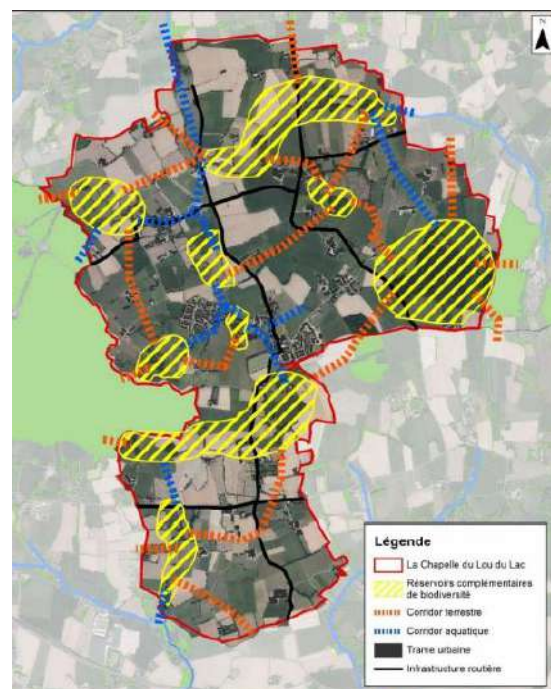 N
Légende
La Chapelle du Lou du Lac
Réservoirs complémentaires
de biodiversité
Corridor terrestre
Corridor aquatique
Trame urbaine
Infrastructure routière